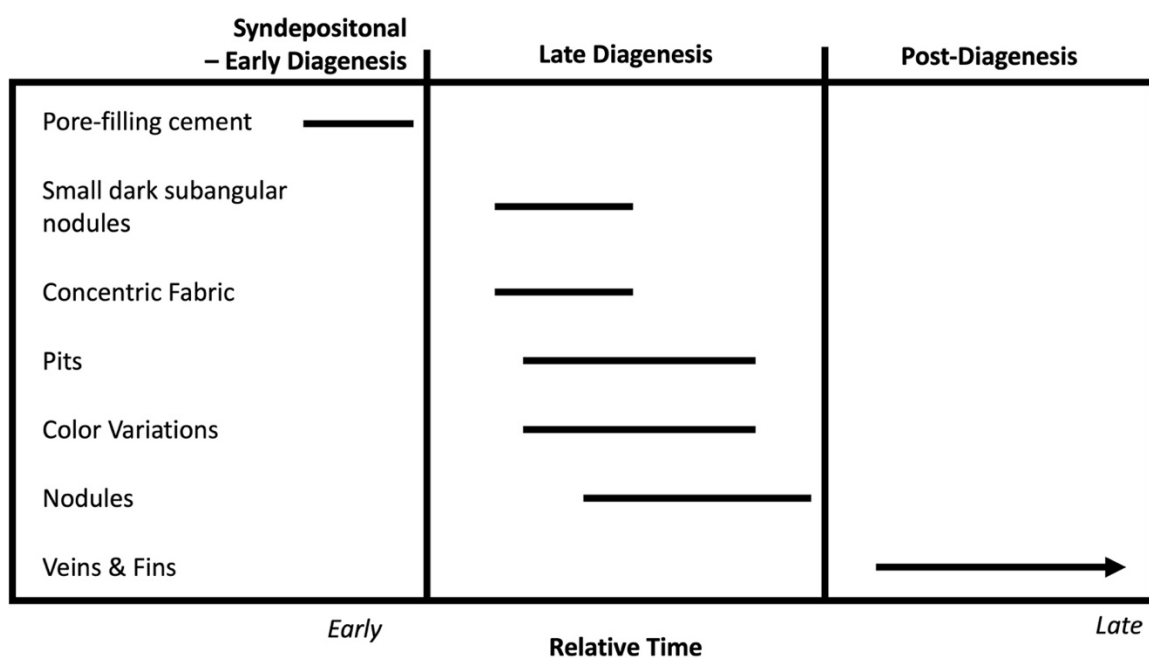 Syndepositonal
– Early Diagenesis
Late Diagenesis
Post-Diagenesis
Pore-filling cement
Small dark subangular
nodules
Concentric Fabric
Pits
Color Variations
Nodules
Veins & Fins
Early
Late
Relative Time